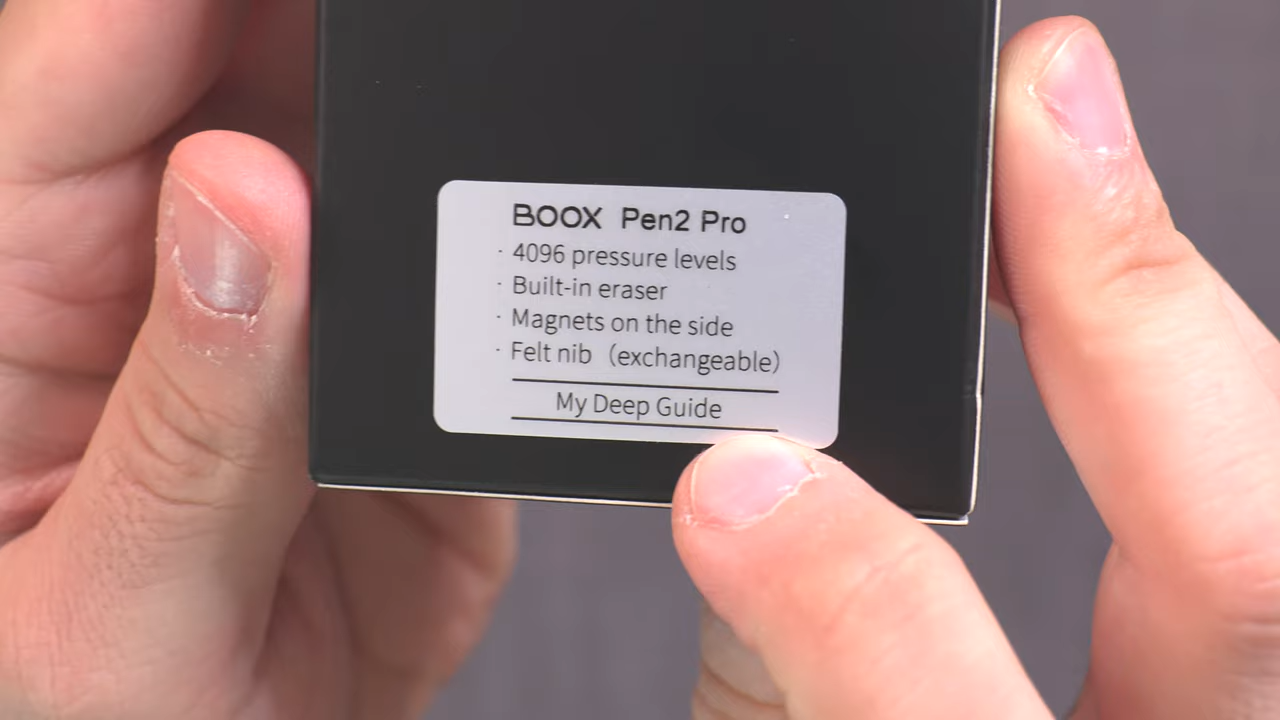 BOOX Pen2 Pro
· 4096 pressure levels
· Built-in eraser
· Magnets on the side
· Felt nib（exchangeable）
My Deep Guide